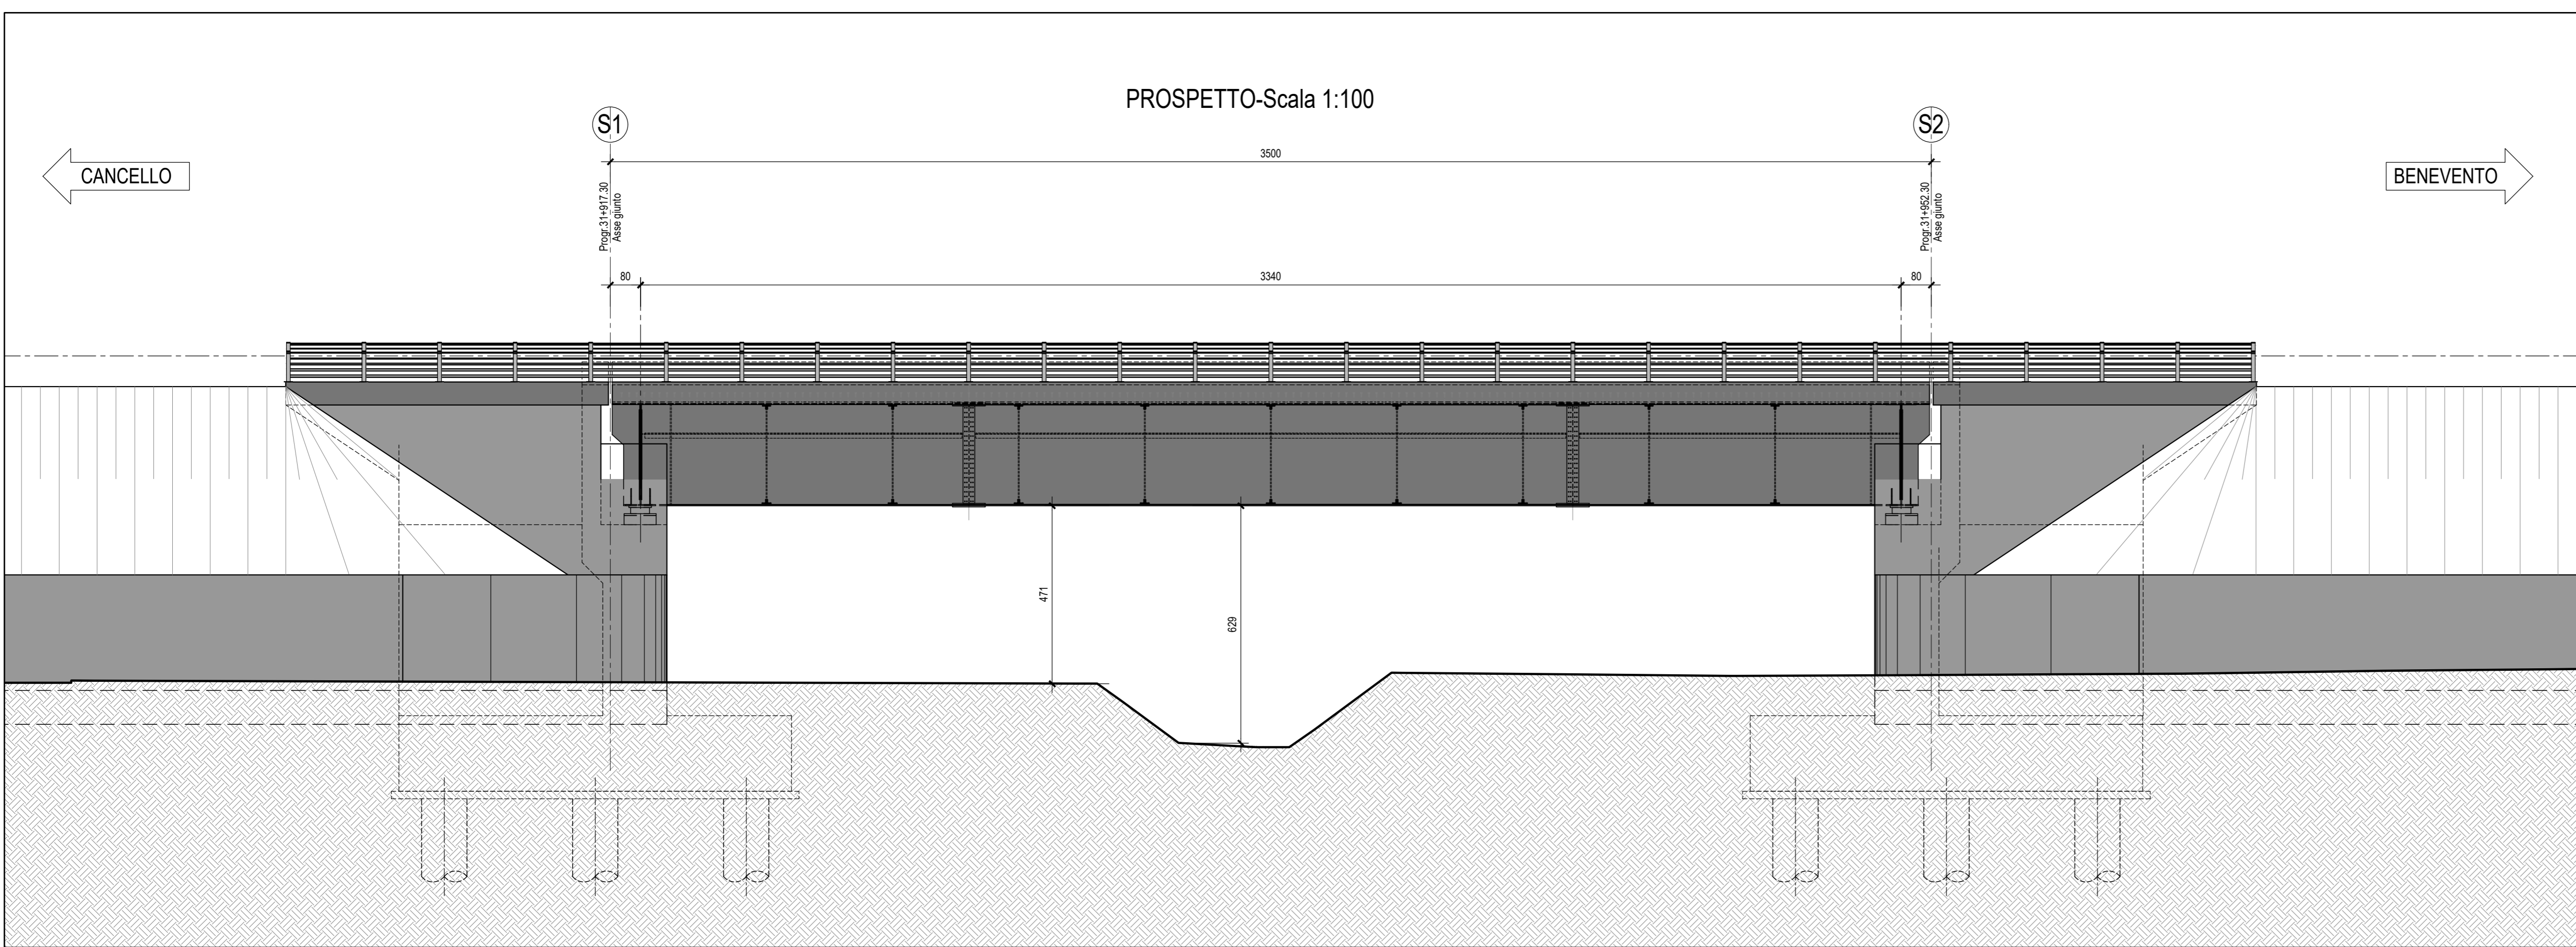 PROSPETTO-Scala 1:100
S1
S2
3500
CANCELLO
BENEVENTO
Progr.31+917.30
Asse giunto
Progr.31+952.30
Asse giunto
80
3340
80
471
629